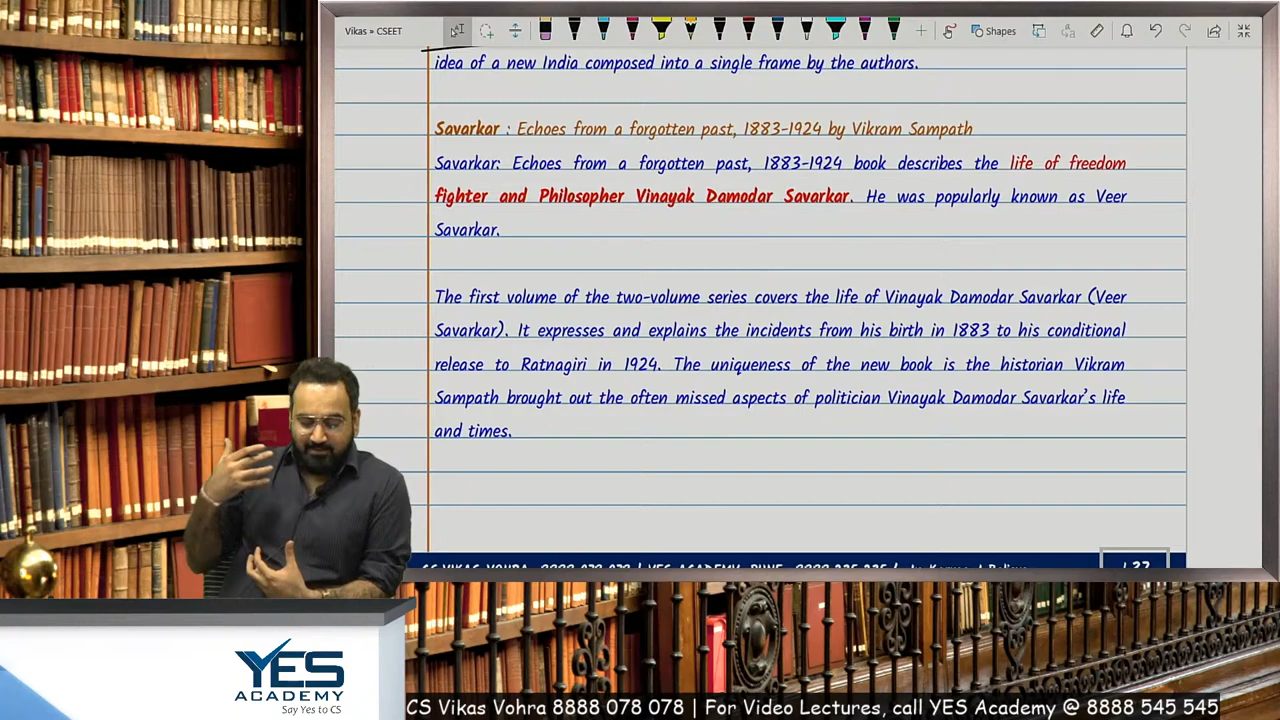 Vikas » CSEET
Shapes
idea of a new India composed into a single frame by the authors.
Savarkar : Echoes from a forgotten past, 1883-1924 by Vikram Sampath
Savarkar: Echoes from a forgotten past, 1883-1924 book describes the life of freedom
fighter and Philosopher Vinayak Damodar Savarkar. He was popularly known as Veer
Savarkar.
The first volume of the two-volume series covers the life of Vinayak Damodar Savarkar (Veer
Savarkar). It expresses and explains the incidents from his birth in 1883 to his conditional
release to Ratnagiri in 1924. The uniqueness of the new book is the historian Vikram
Sampath brought out the often missed aspects of politician Vinayak Damodar Savarkar's life
and times.
YES
ACADEMY
Say Yes to CS
CS Vikas Vohra 8888 078 078 | For Video Lectures, call YES Academy @ 8888 545 545